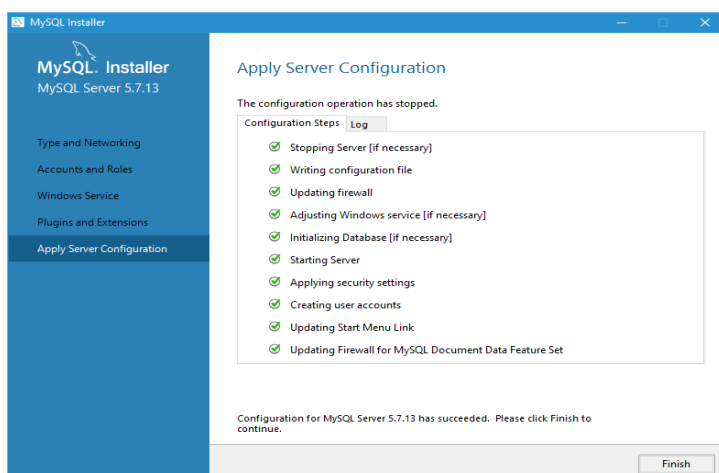 MySQL Installer
MySQL. Installer
MySQL Server 5.7.13
Type and Networking
Accounts and Roles
Windows Service
Plugins and Extensions
Apply Server Configuration
Apply Server Configuration
The configuration operation has stopped.
Configuration Steps Log
Stopping Server [if necessary]
Writing configuration file
Updating firewall
Adjusting Windows service [if necessary]
Initializing Database [if necessary]
Starting Server
Applying security settings
Creating user accounts
Updating Start Menu Link
Updating Firewall for MySQL Document Data Feature Set
Configuration for MySQL Server 5.7.13 has succeeded. Please click Finish to
continue.
Finish